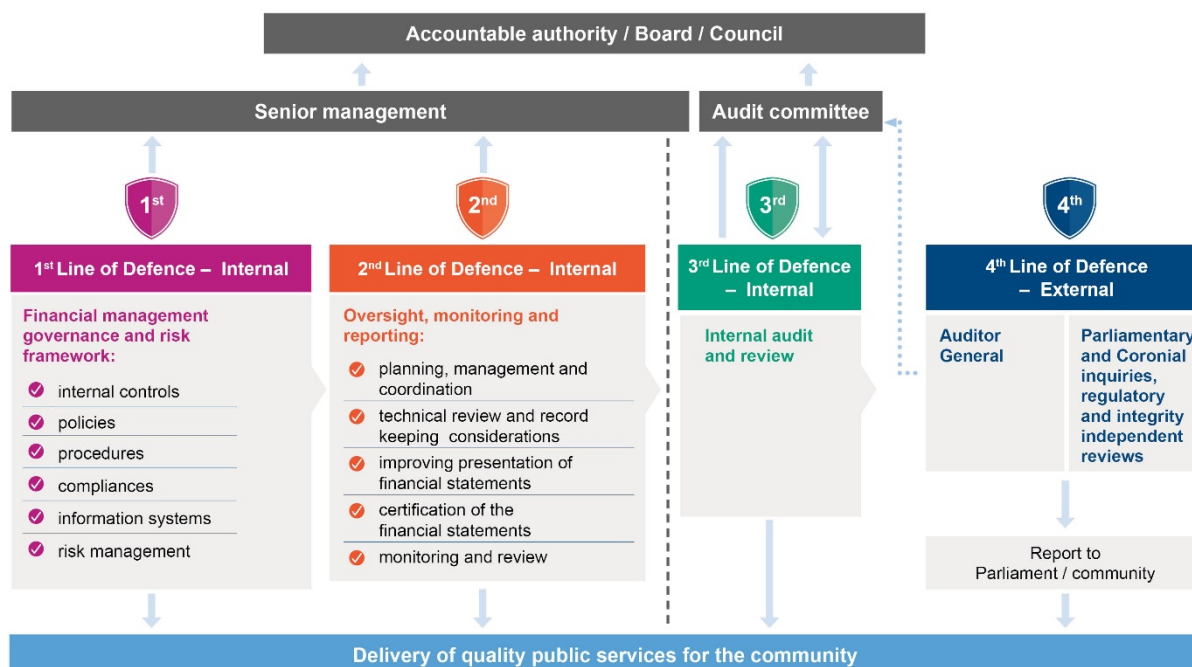 Accountable authority / Board / Council
Senior management
Audit committee
1st
2nd
3rd
4th
1st Line of Defence – Internal
Financial management
governance and risk
framework:
internal controls
policies
procedures
compliances
information systems
risk management
2nd Line of Defence – Internal
Oversight, monitoring and
reporting:
planning, management and
coordination
technical review and record
keeping considerations
improving presentation of
financial statements
certification of the
financial statements
monitoring and review
3rd Line of Defence
– Internal
Internal audit
and review
4th Line of Defence
– External
Auditor
General
Parliamentary
and Coronial
inquiries,
regulatory
and integrity
independent
reviews
Report to
Parliament / community
Delivery of quality public services for the community